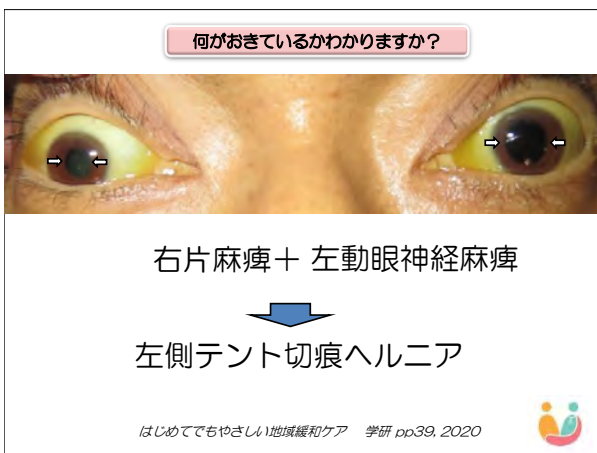 何がおきているかわかりますか？
右片麻痺＋ 左動眼神経麻痺
左側テント切痕ヘルニア
はじめてでもやさしい地域緩和ケア　学研 pp39, 2020